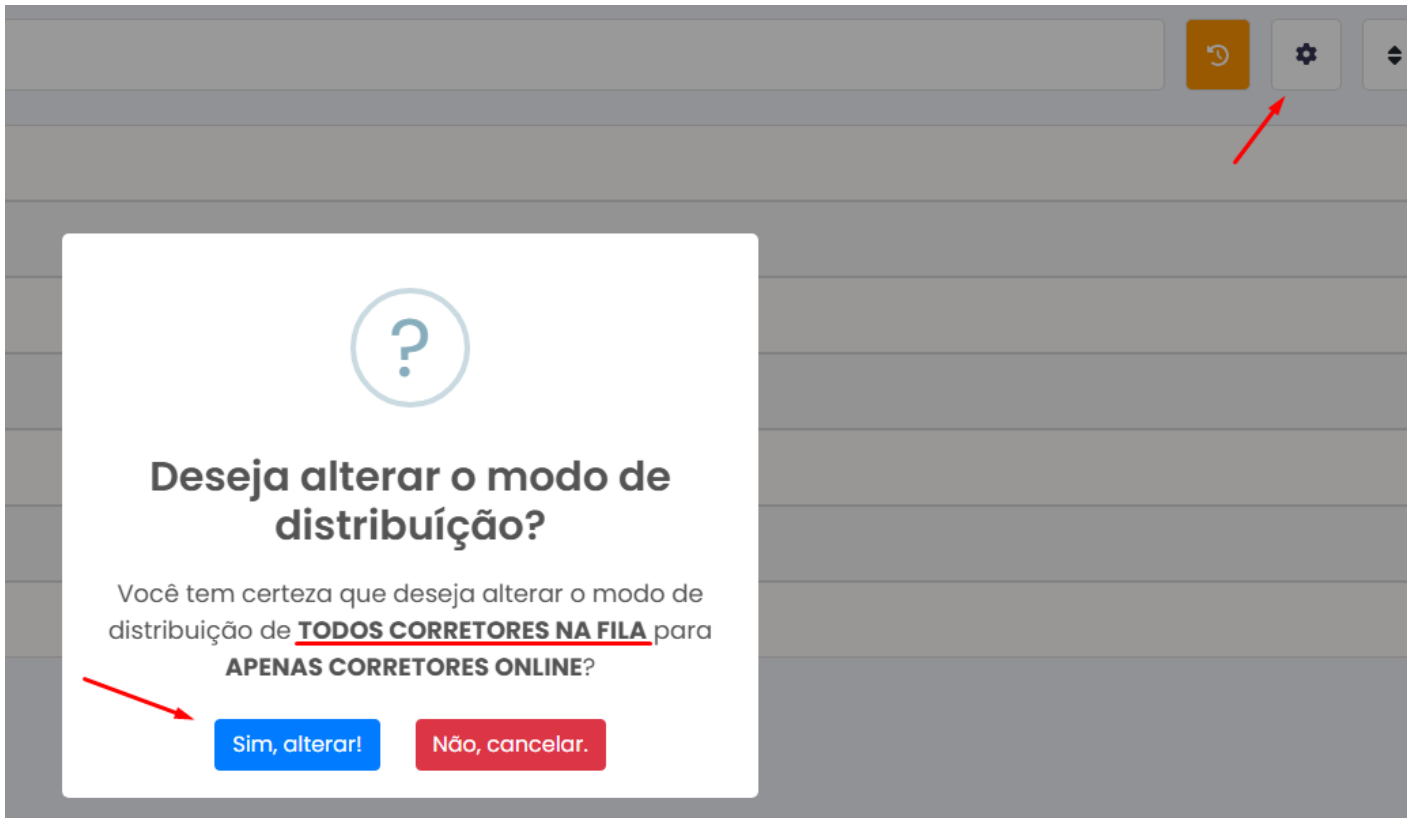 ?
Deseja alterar o modo de
distribuíção?
Você tem certeza que deseja alterar o modo de
distribuição de TODOS CORRETORES NA FILA para
APENAS CORRETORES ONLINE?
Sim, alterar!
Não, cancelar.